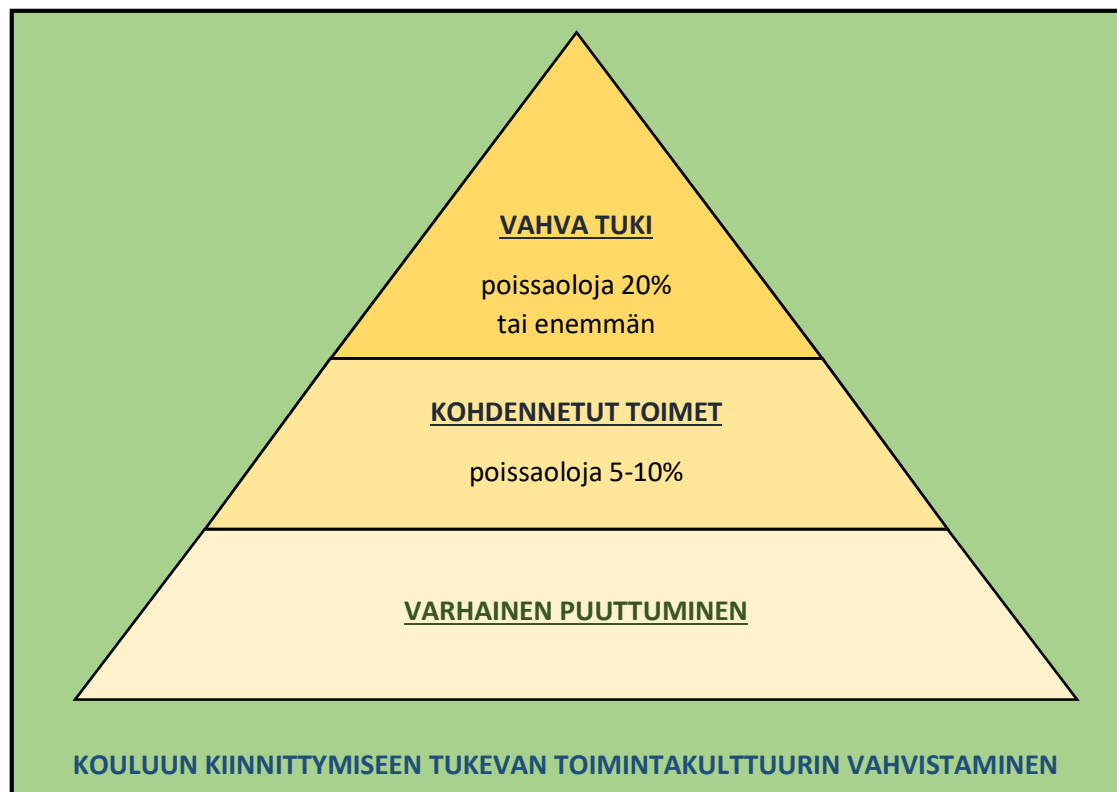 VAHVA TUKI
poissaoloja 20%
tai enemmän
KOHDENNETUT TOIMET
poissaoloja 5-10%
VARHAINEN PUUTTUMINEN
KOULUUN KIINNITTYMISEEN TUKEVAN TOIMINTAKULTTUURIN VAHVISTAMINEN